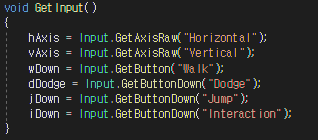 void GetInput()
{
hAxis = Input.GetAxisRaw("Horizontal");
vAxis = Input.GetAxisRaw("Vertical");
wDown = Input.GetButton("Walk");
dDodge = Input.GetButtonDown("Dodge");
jDown = Input.GetButtonDown("Jump");
iDown = Input.GetButtonDown("Interaction");
}